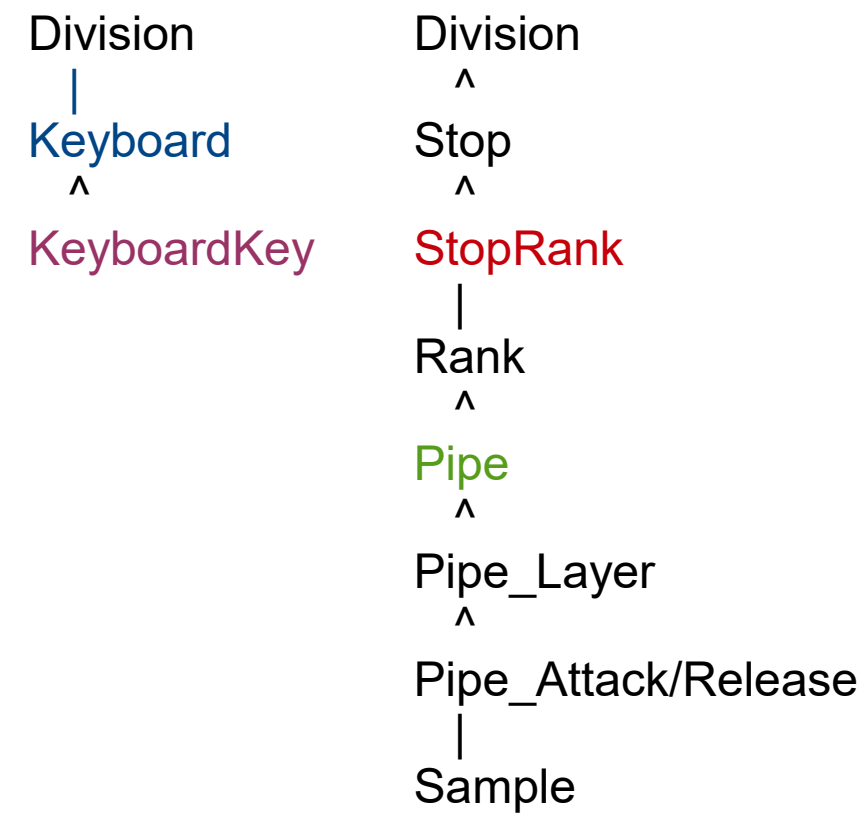 Division
|
Keyboard
^
KeyboardKey
Division
^
Stop
^
StopRank
|
Rank
^
Pipe
^
Pipe_Layer
^
Pipe_Attack/Release
|
Sample